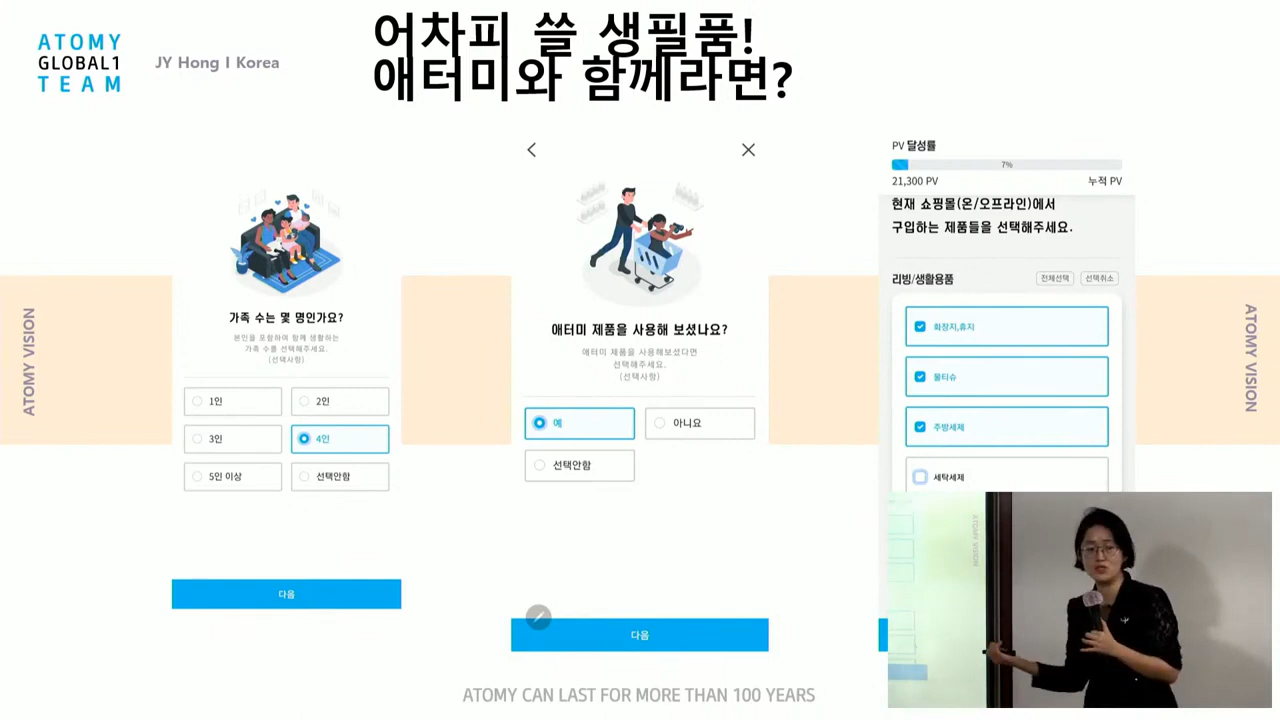 ATOMY
GLOBAL1
TEAM
JY Hong I Korea
어차피 쓸 생필품!
애터미와 함께라면?
ATOMY VISION
가족 수는 몇 명인가요?
본인을 포함하여 함께 생활하는
가족 수를 선택해주세요.
(선택사항)
1인
2인
3인
4인
5인 이상
선택안함
다음
애터미 제품을 사용해 보셨나요?
애터미 제품을 사용해보셨다면
선택해주세요.
(선택사항)
예
아니요
선택안함
다음
PV 달성률
7%
21,300 PV
누적 PV
현재 쇼핑몰(온/오프라인)에서
구입하는 제품들을 선택해주세요.
리빙/생활용품
전체선택
선택취소
화장지,휴지
물티슈
주방세제
세탁세제
ATOMY VISION
ATOMY VISION
ATOMY CAN LAST FOR MORE THAN 100 YEARS